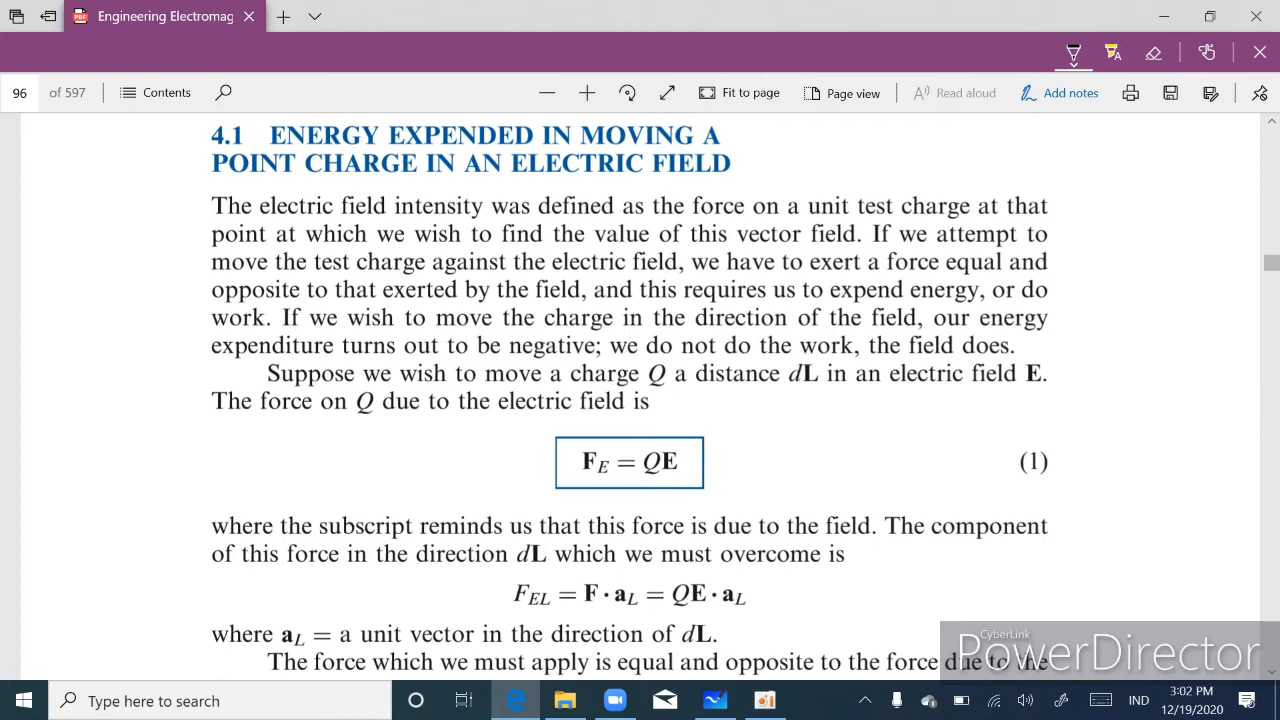 Engineering Electromag
96 of 597 Contents Fit to page Page view Read aloud Add notes
4.1 ENERGY EXPENDED IN MOVING A
POINT CHARGE IN AN ELECTRIC FIELD
The electric field intensity was defined as the force on a unit test charge at that
point at which we wish to find the value of this vector field. If we attempt to
move the test charge against the electric field, we have to exert a force equal and
opposite to that exerted by the field, and this requires us to expend energy, or do
work. If we wish to move the charge in the direction of the field, our energy
expenditure turns out to be negative; we do not do the work, the field does.
Suppose we wish to move a charge Q a distance dL in an electric field E.
The force on Q due to the electric field is
F_E = QE (1)
where the subscript reminds us that this force is due to the field. The component
of this force in the direction dL which we must overcome is
F_EL = F · a_L = QE · a_L
where a_L = a unit vector in the direction of dL.
The force which we must apply is equal and opposite to the force due to the
CyberLink
PowerDirector
Type here to search
IND
3:02 PM
12/19/2020